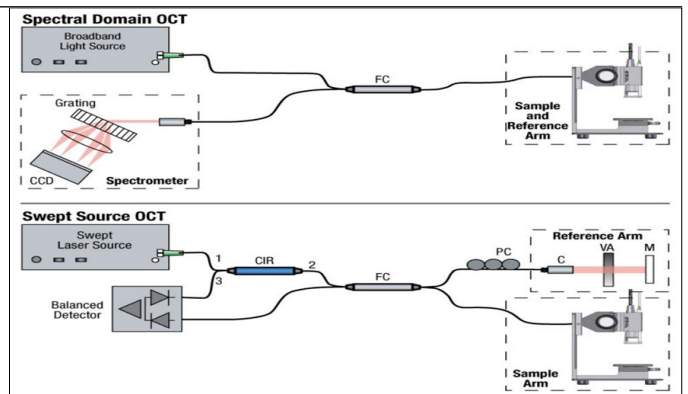 Spectral Domain OCT
Broadband
Light Source
FC
Grating
CCD
Spectrometer
Sample
and
Reference
Arm
Swept Source OCT
Swept
Laser Source
1
CIR
2
3
Balanced
Detector
FC
PC
Reference Arm
C
VA
M
Sample
Arm